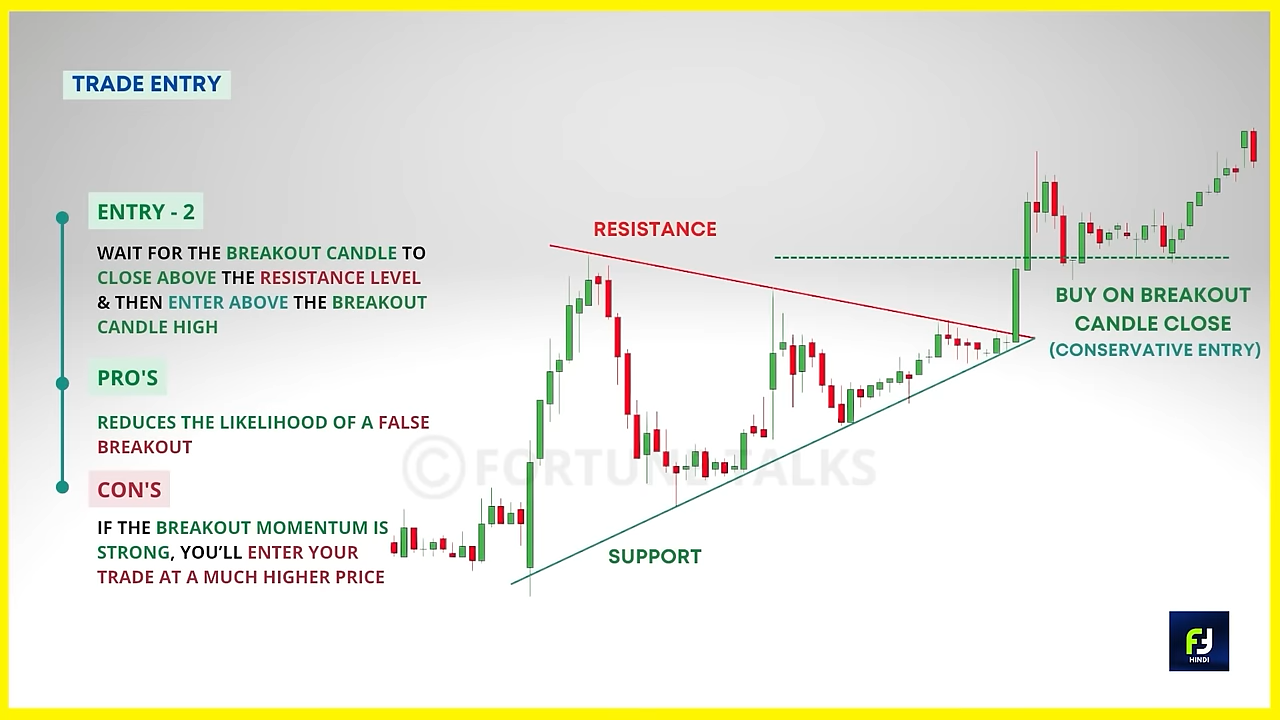 TRADE ENTRY
ENTRY - 2
WAIT FOR THE BREAKOUT CANDLE TO
CLOSE ABOVE THE RESISTANCE LEVEL
& THEN ENTER ABOVE THE BREAKOUT
CANDLE HIGH
PRO'S
REDUCES THE LIKELIHOOD OF A FALSE
BREAKOUT
CON'S
IF THE BREAKOUT MOMENTUM IS
STRONG, YOU’LL ENTER YOUR
TRADE AT A MUCH HIGHER PRICE
RESISTANCE
SUPPORT
BUY ON BREAKOUT
CANDLE CLOSE
(CONSERVATIVE ENTRY)
© FORTUNE TALKS
HINDI